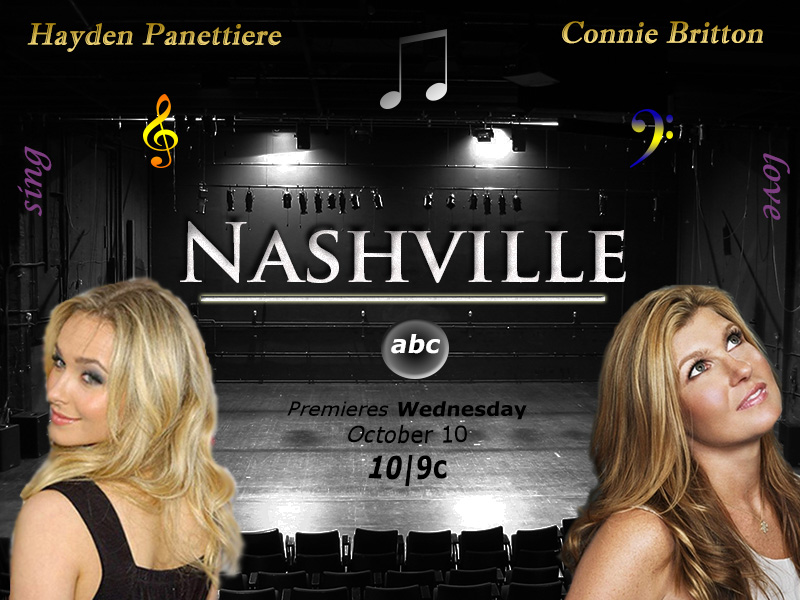 Hayden Panettiere
Connie Britton
sing
love
NASHVILLE
abc
Premieres Wednesday
October 10
10|9c